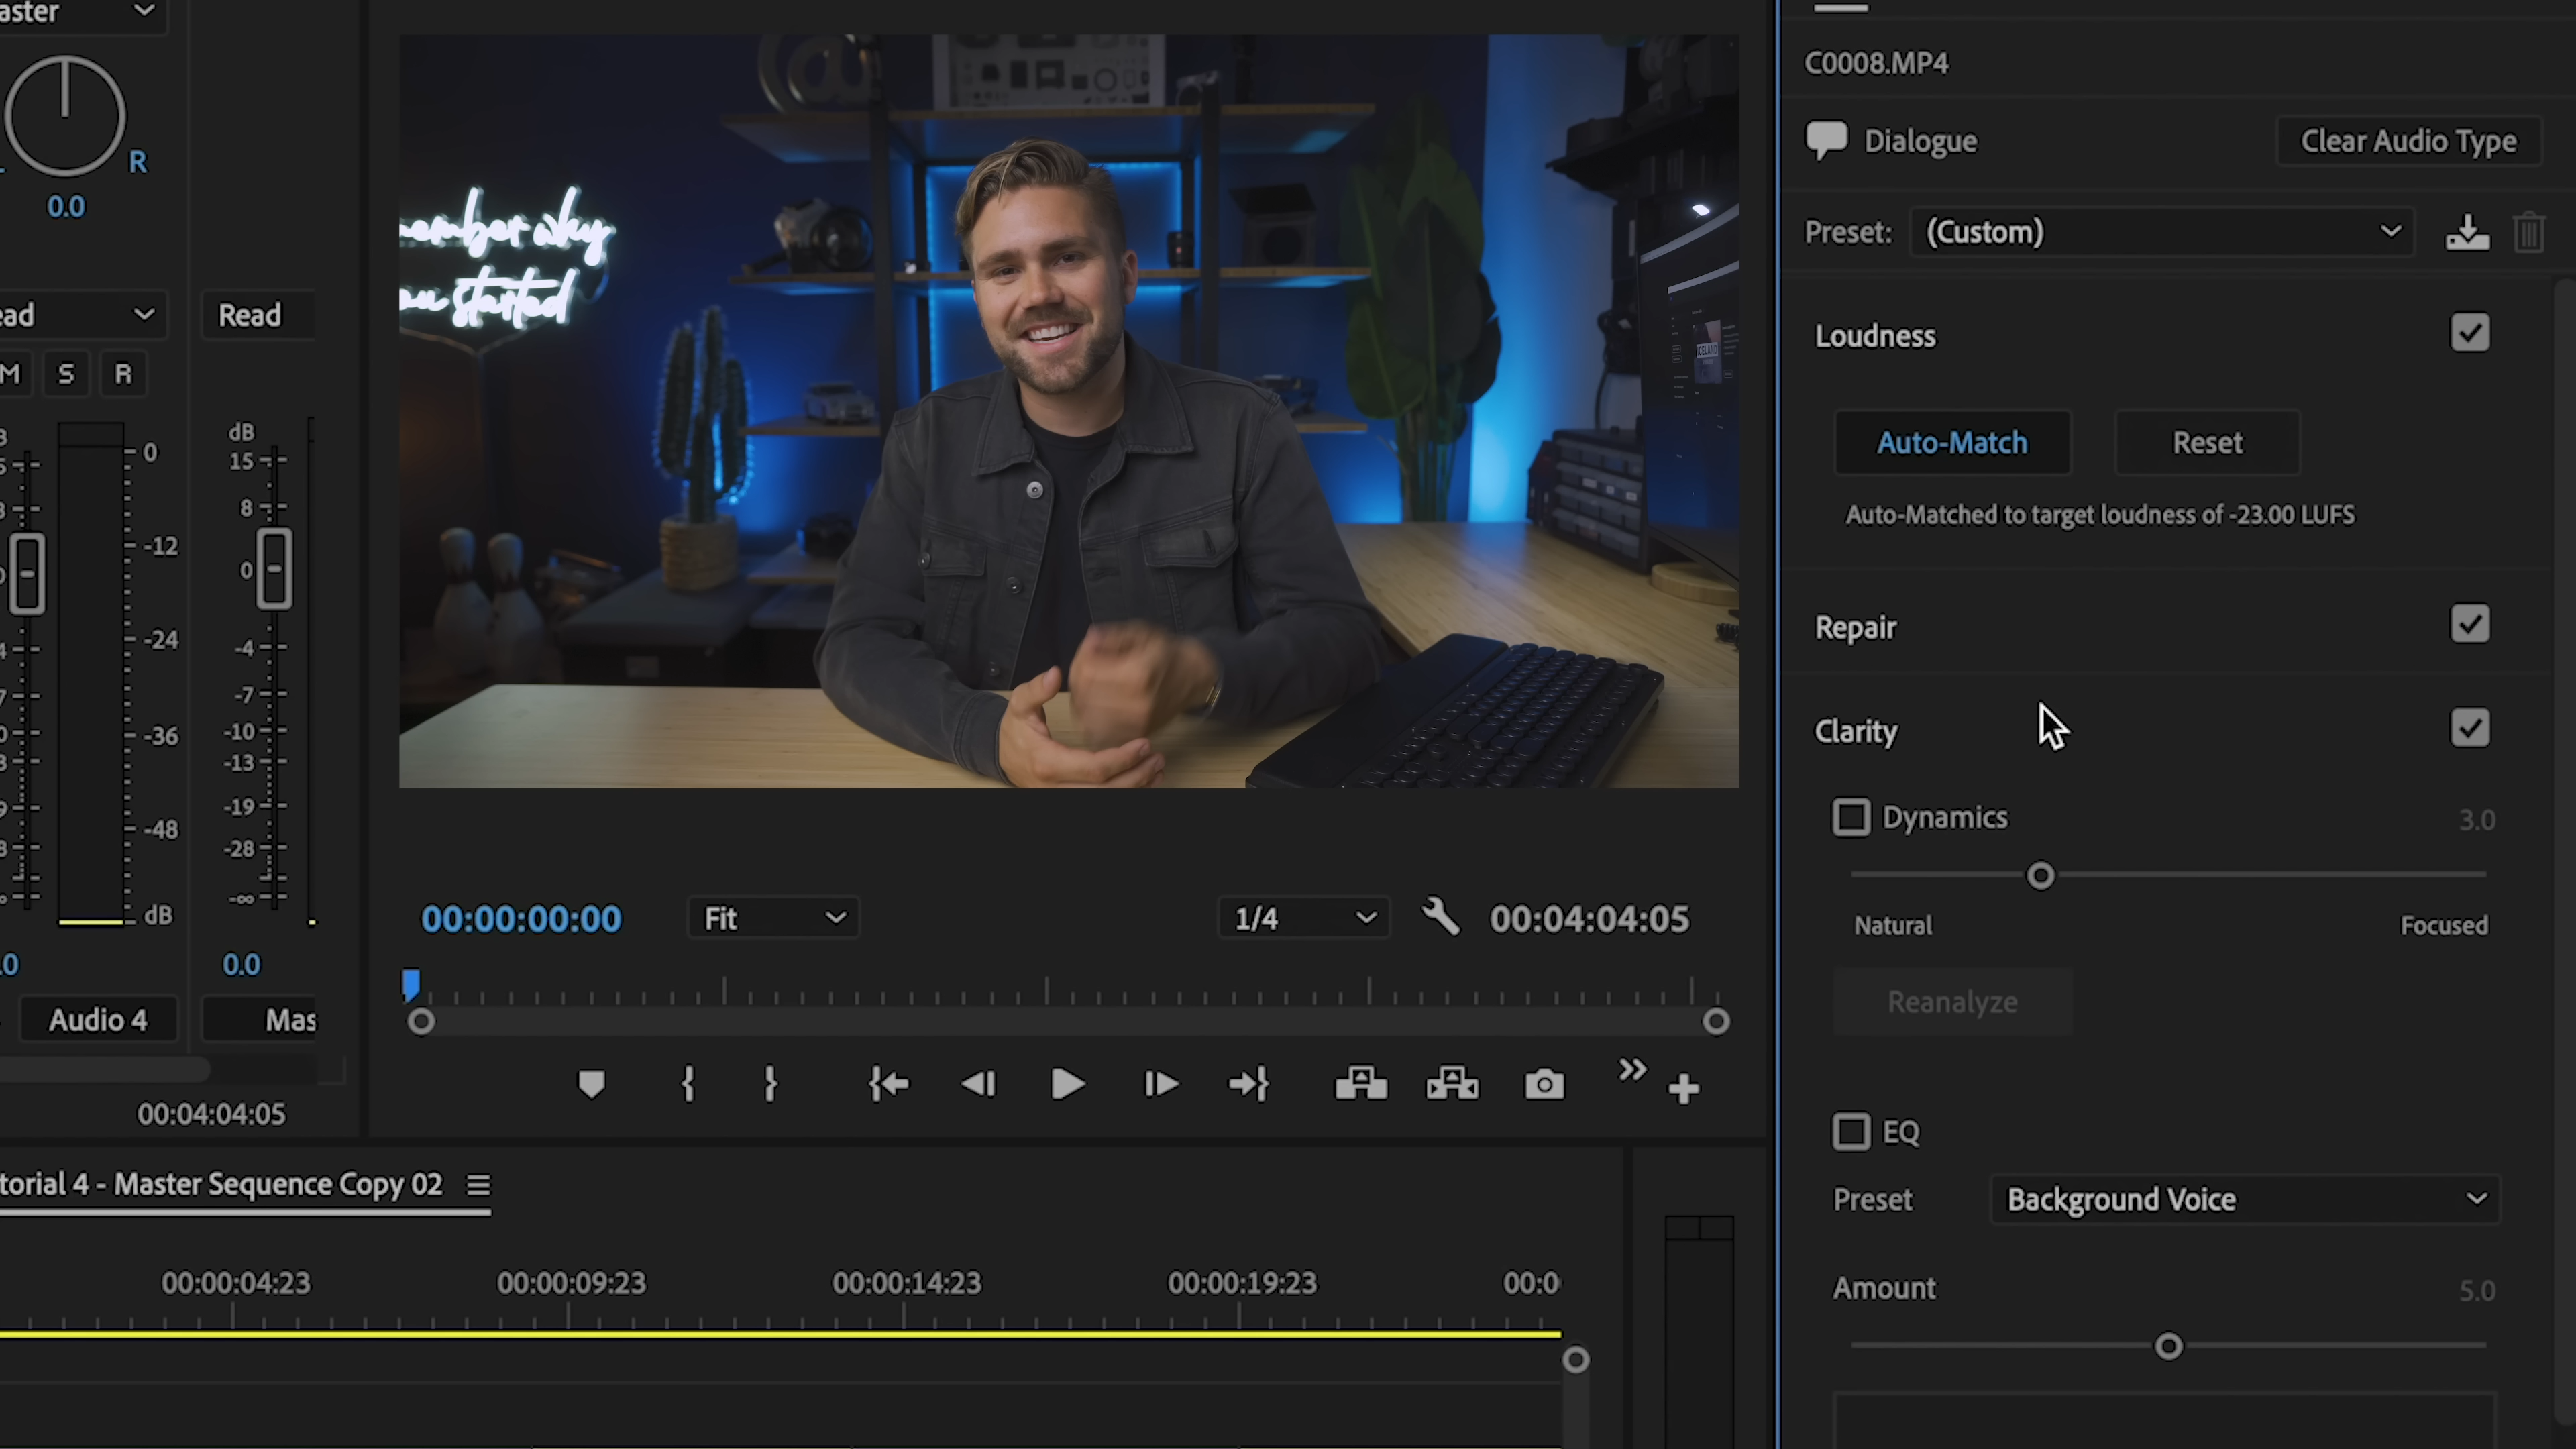 0.0
R
Read
S
R
0
-12
-24
-36
-48
dB
dB
15
8
0
-4
-7
-10
-13
-19
-28
-∞
0.0
Audio 4
00:04:04:05
ember why
started
00:00:00:00
Fit
1/4
00:04:04:05
torial 4 - Master Sequence Copy 02
00:00:04:23
00:00:09:23
00:00:14:23
00:00:19:23
00:0
C0008.MP4
Dialogue
Clear Audio Type
Preset:
(Custom)
Loudness
Auto-Match
Reset
Auto-Matched to target loudness of -23.00 LUFS
Repair
Clarity
Dynamics
3.0
Natural
Focused
Reanalyze
EQ
Preset
Background Voice
Amount
5.0